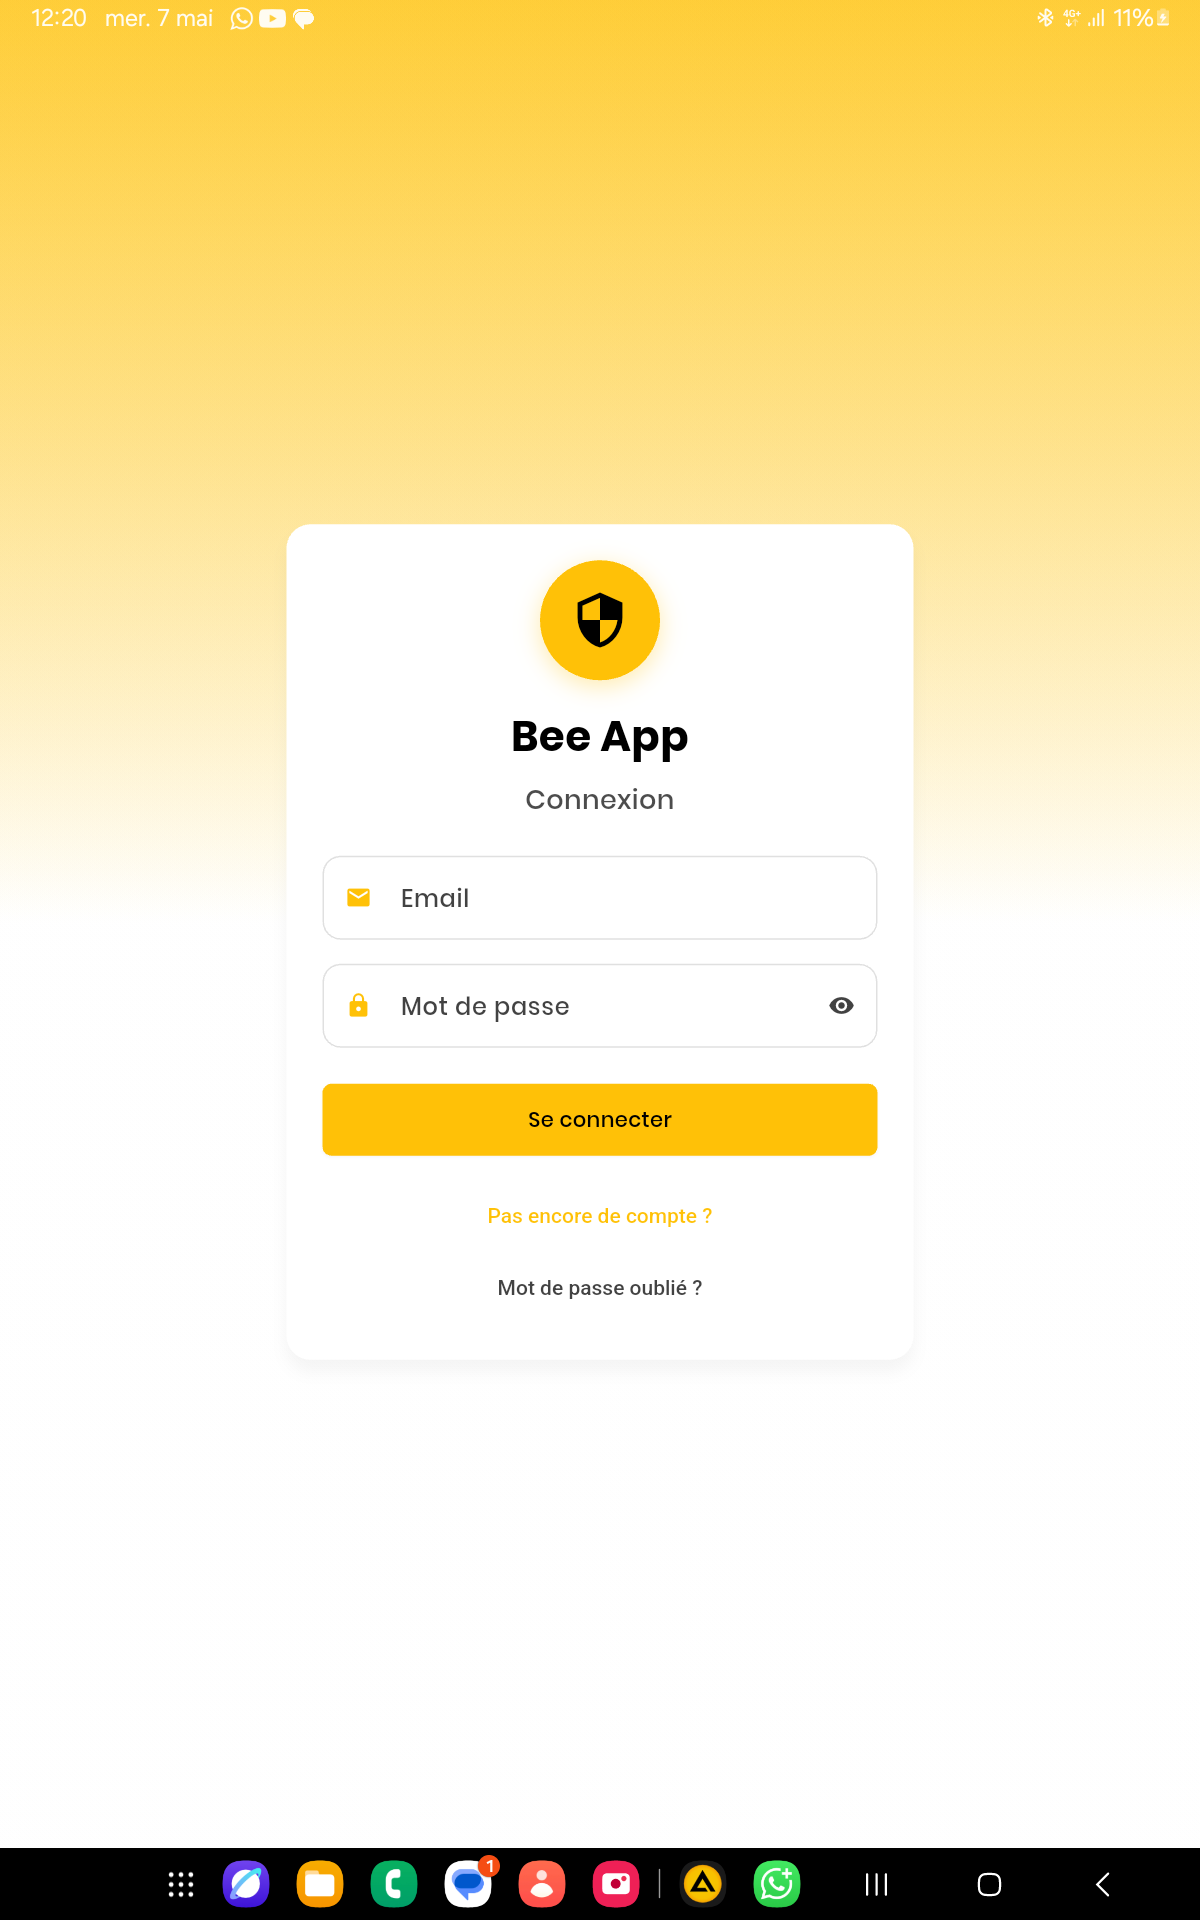 12:20 mer. 7 mai 4G+ 11%
Bee App
Connexion
Email
Mot de passe
Se connecter
Pas encore de compte ?
Mot de passe oublié ?
1